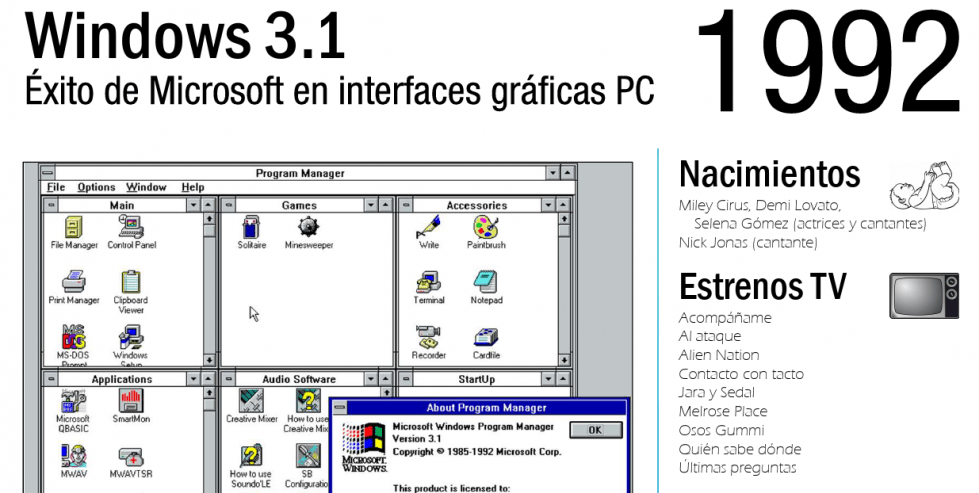 Windows 3.1
Éxito de Microsoft en interfaces gráficas PC
1992
Program Manager
File Options Window Help
Main
File Manager Control Panel
Print Manager Clipboard Viewer
MS-DOS Prompt Windows Setup
Games
Solitaire Minesweeper
Accessories
Write Paintbrush
Terminal Notepad
Recorder Cardfile
Applications
Microsoft QBASIC SmartMon
MWAV MWAVTSR
Audio Software
Creative Mixer How to use Creative Mix
How to use Soundo'LE SB Configuratio
StartUp
About Program Manager
MICROSOFT. WINDOWS.
Microsoft Windows Program Manager
OK
Version 3.1
Copyright © 1985-1992 Microsoft Corp.
This product is licensed to:
Nacimientos
Miley Cirus, Demi Lovato,
Selena Gómez (actrices y cantantes)
Nick Jonas (cantante)
Estrenos TV
Acompáñame
Al ataque
Alien Nation
Contacto con tacto
Jara y Sedal
Melrose Place
Osos Gummi
Quién sabe dónde
Últimas preguntas